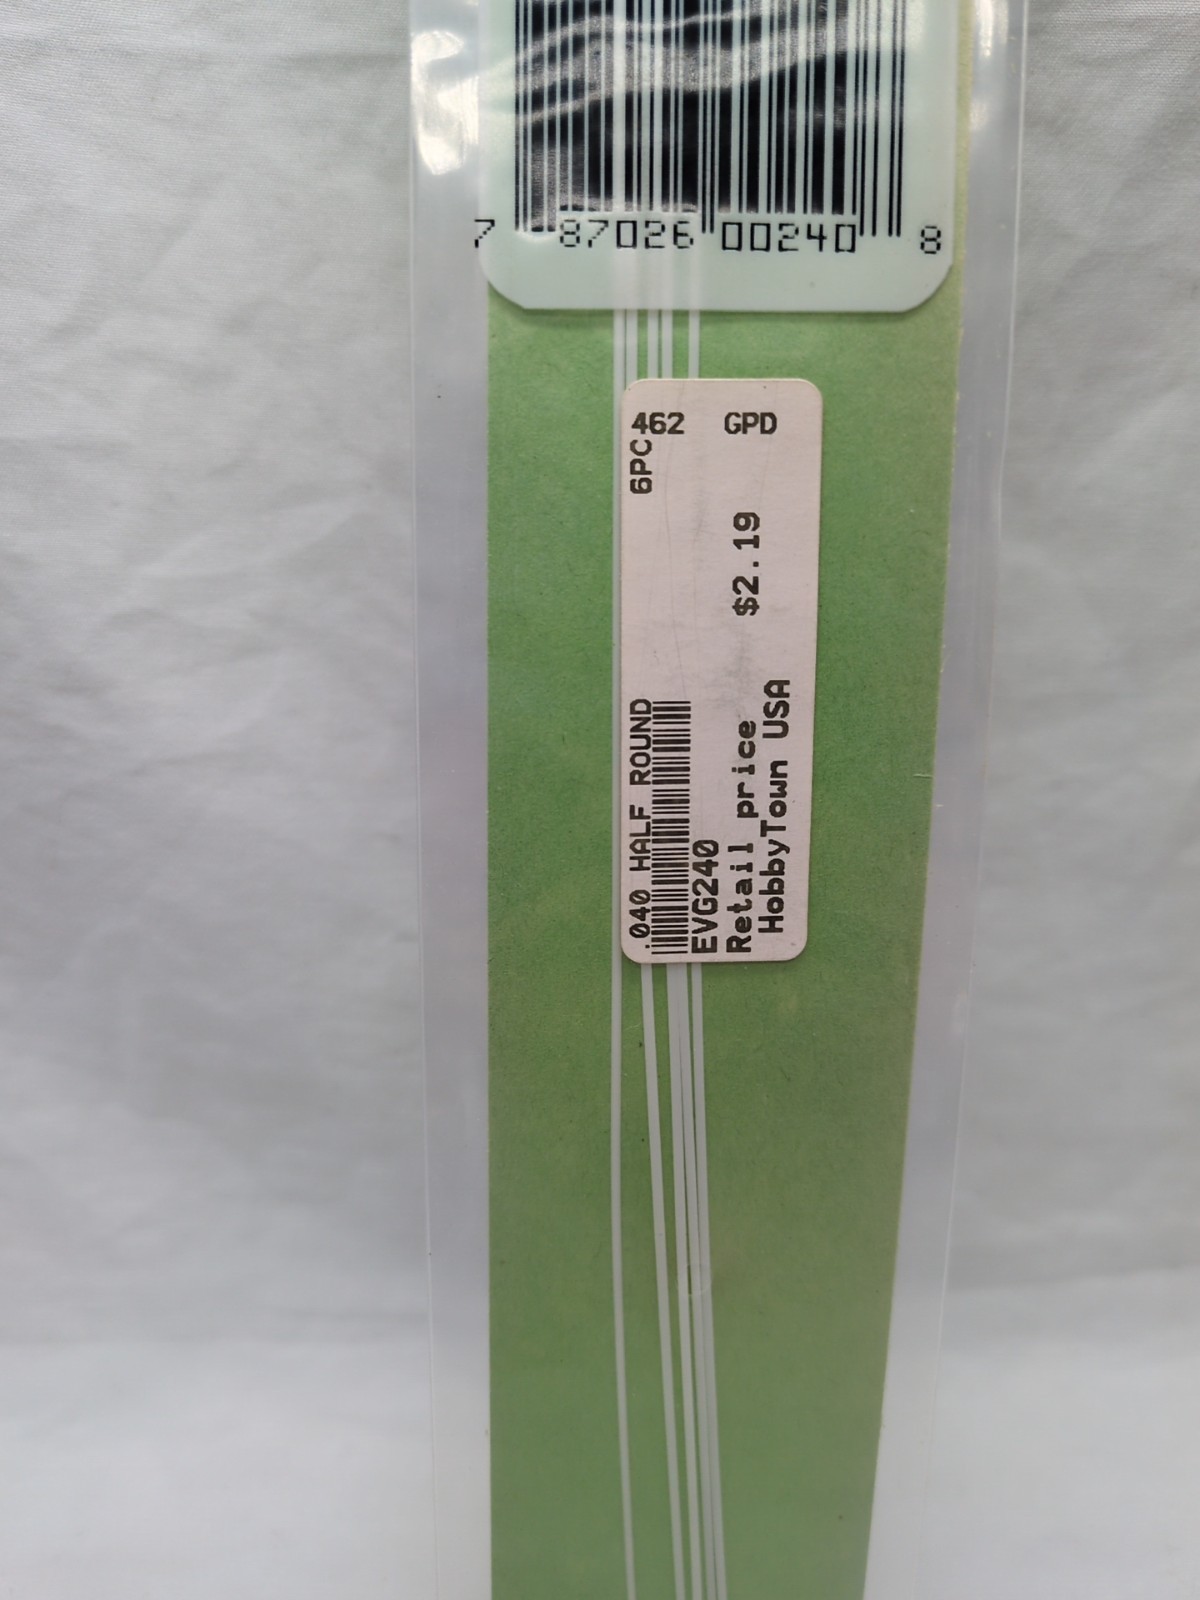 7 87026 00240 8
462 GPD
.040 HALF ROUND 6PC
EVG240
Retail price $2.19
HobbyTown USA